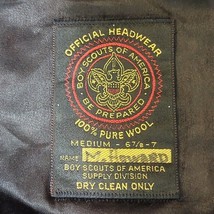 OFFICIAL HEADWEAR
BOY SCOUTS OF AMERICA
BE PREPARED
100% PURE WOOL
MEDIUM - 6 7/8 - 7
NAME
BOY SCOUTS OF AMERICA
SUPPLY DIVISION
DRY CLEAN ONLY